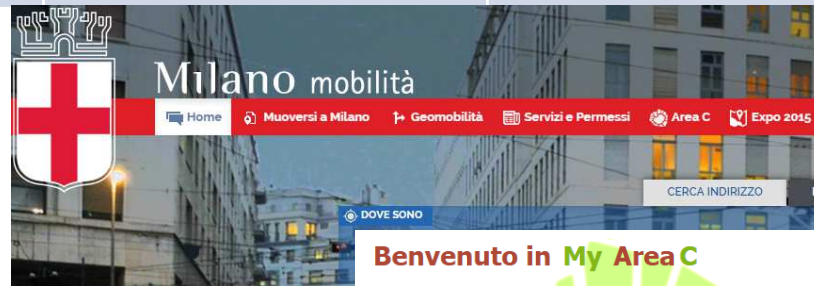 Milano mobilità
Home Muoversi a Milano Geomobilità Servizi e Permessi Area C Expo 2015
CERCA INDIRIZZO
DOVE SONO
Benvenuto in My Area C